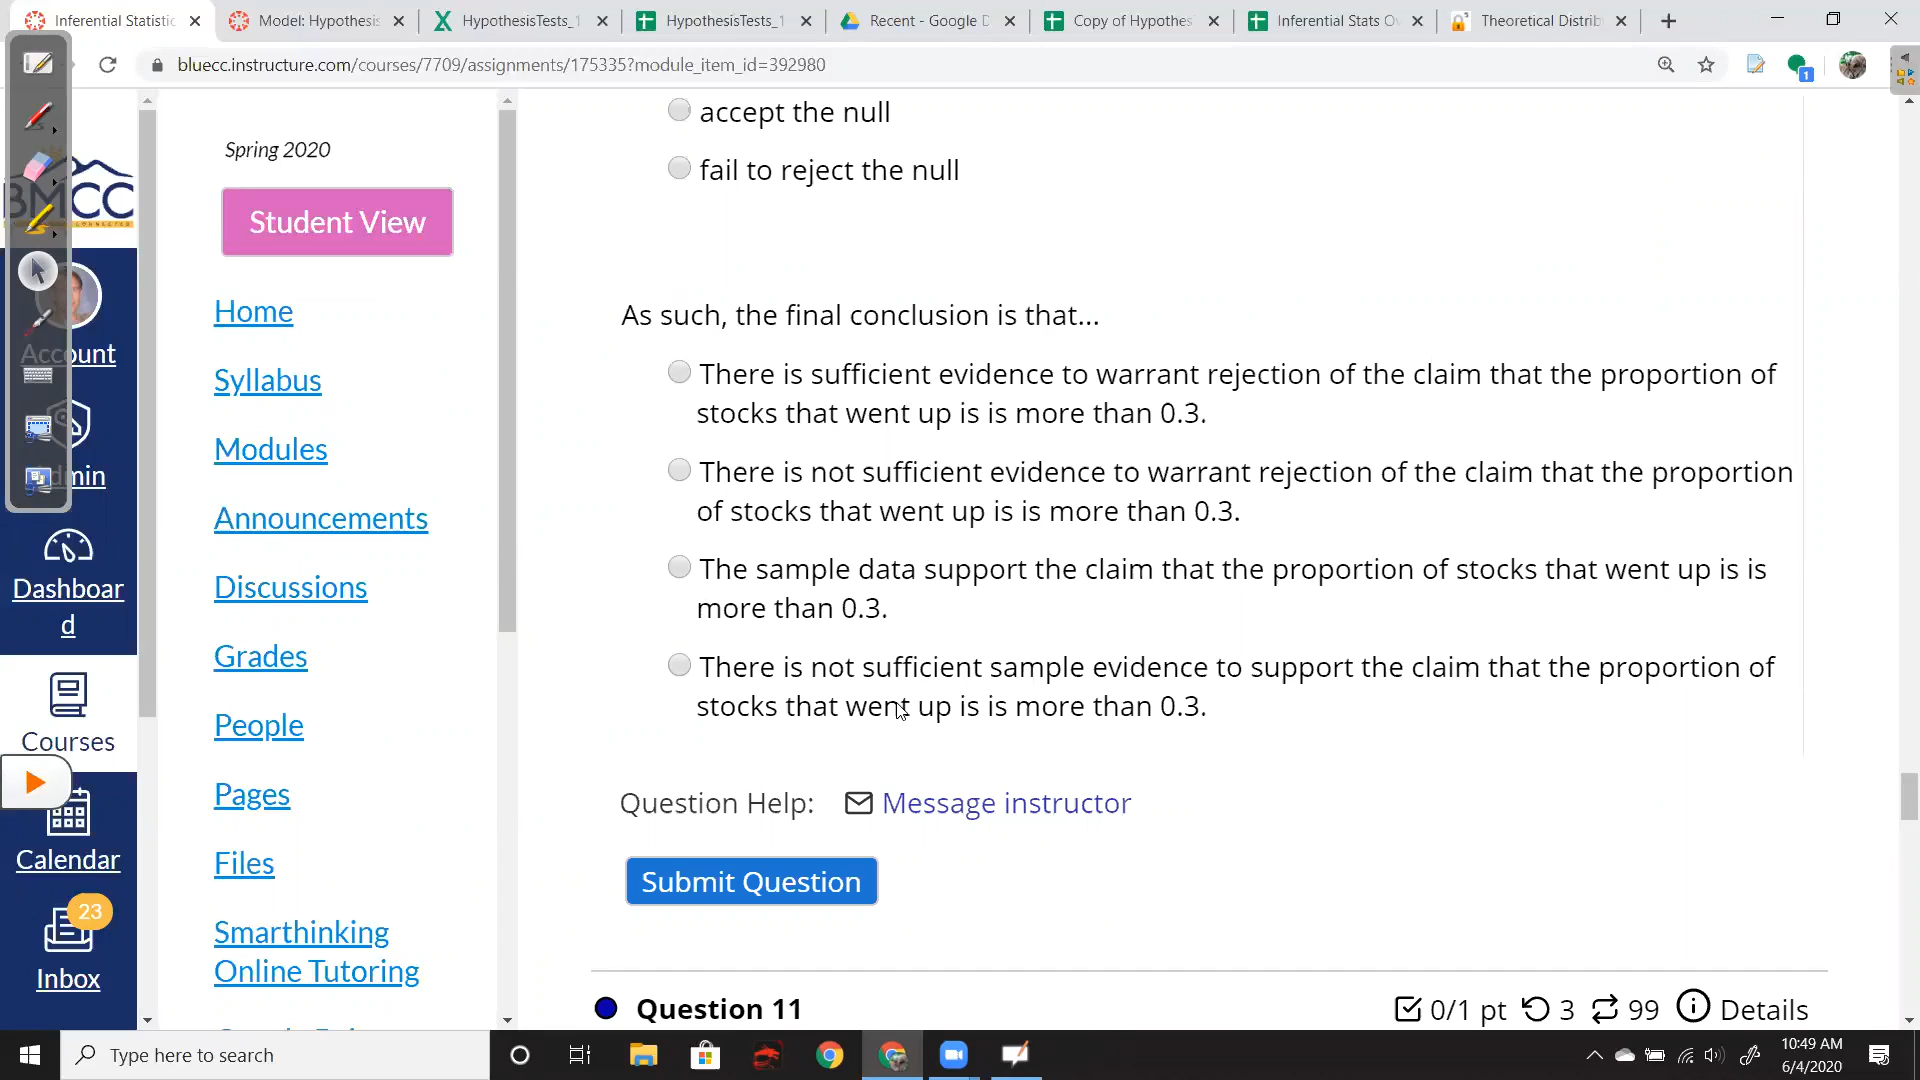 Inferential Statistic
Model: Hypothesis
HypothesisTests_1
HypothesisTests_1
Recent - Google D
Copy of Hypothes
Inferential Stats Ov
Theoretical Distrib
bluecc.instructure.com/courses/7709/assignments/175335?module_item_id=392980
1
BMCC
Account
Admin
Dashboar
d
Courses
Calendar
23
Inbox
Spring 2020
Student View
Home
Syllabus
Modules
Announcements
Discussions
Grades
People
Pages
Files
Smarthinking
Online Tutoring
accept the null
fail to reject the null
As such, the final conclusion is that...
There is sufficient evidence to warrant rejection of the claim that the proportion of
stocks that went up is is more than 0.3.
There is not sufficient evidence to warrant rejection of the claim that the proportion
of stocks that went up is is more than 0.3.
The sample data support the claim that the proportion of stocks that went up is is
more than 0.3.
There is not sufficient sample evidence to support the claim that the proportion of
stocks that went up is is more than 0.3.
Question Help: Message instructor
Submit Question
Question 11 0/1 pt 3 99 Details
Type here to search
10:49 AM
6/4/2020